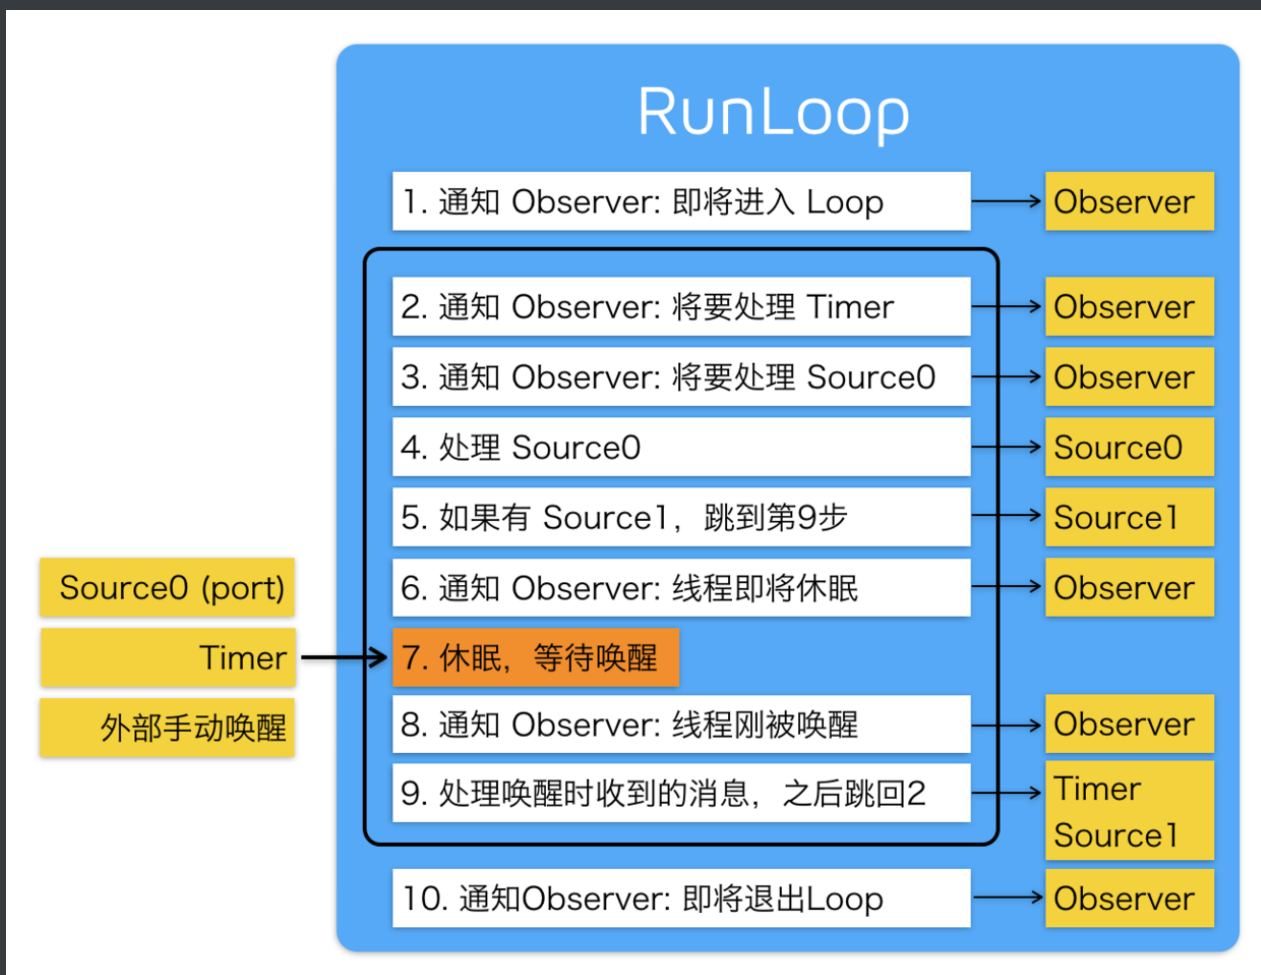 RunLoop
1. 通知 Observer: 即将进入 Loop
Observer
2. 通知 Observer: 将要处理 Timer
Observer
3. 通知 Observer: 将要处理 Source0
Observer
4. 处理 Source0
Source0
5. 如果有 Source1，跳到第9步
Source1
Source0 (port)
6. 通知 Observer: 线程即将休眠
Observer
Timer
7. 休眠，等待唤醒
外部手动唤醒
8. 通知 Observer: 线程刚被唤醒
Observer
9. 处理唤醒时收到的消息，之后跳回2
Timer
Source1
10. 通知Observer: 即将退出Loop
Observer